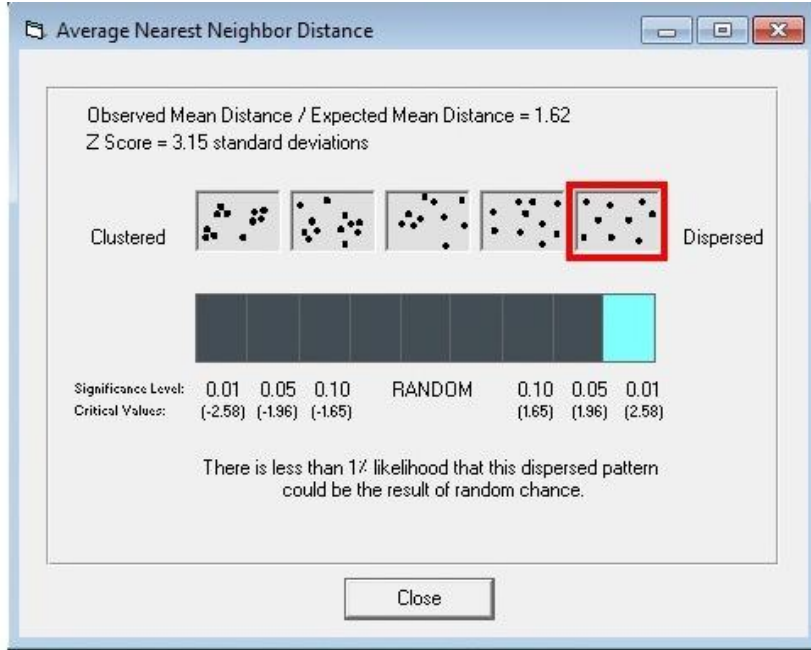 Average Nearest Neighbor Distance
Observed Mean Distance / Expected Mean Distance = 1.62
Z Score = 3.15 standard deviations
Clustered
Dispersed
Significance Level: 0.01 0.05 0.10 RANDOM 0.10 0.05 0.01
Critical Values: (-2.58) (-1.96) (-1.65) (1.65) (1.96) (2.58)
There is less than 1% likelihood that this dispersed pattern
could be the result of random chance.
Close